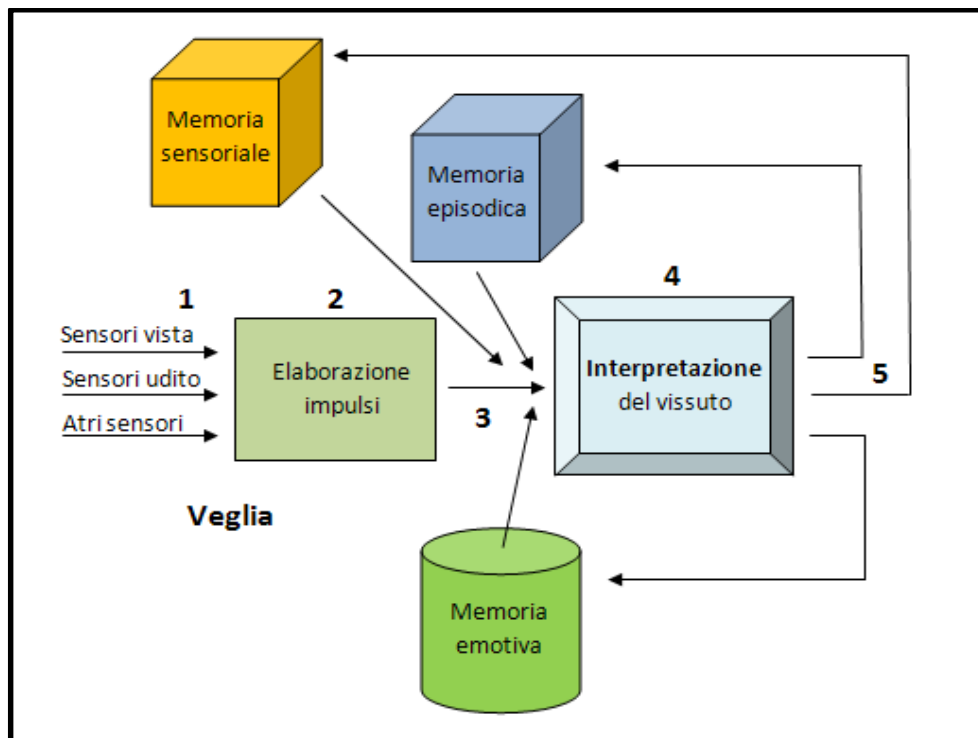 Memoria
sensoriale
Memoria
episodica
1
2
4
Sensori vista
Sensori udito
Atri sensori
Elaborazione
impulsi
3
Interpretazione
del vissuto
5
Veglia
Memoria
emotiva